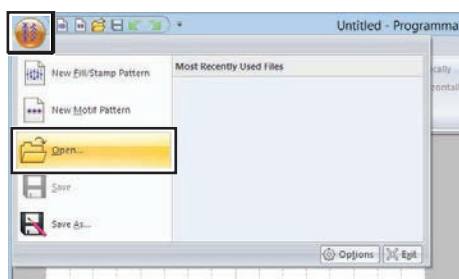 Untitled - Programma
New Fill/Stamp Pattern
Most Recently Used Files
New Motif Pattern
Open...
Save
Save As...
Options
Exit